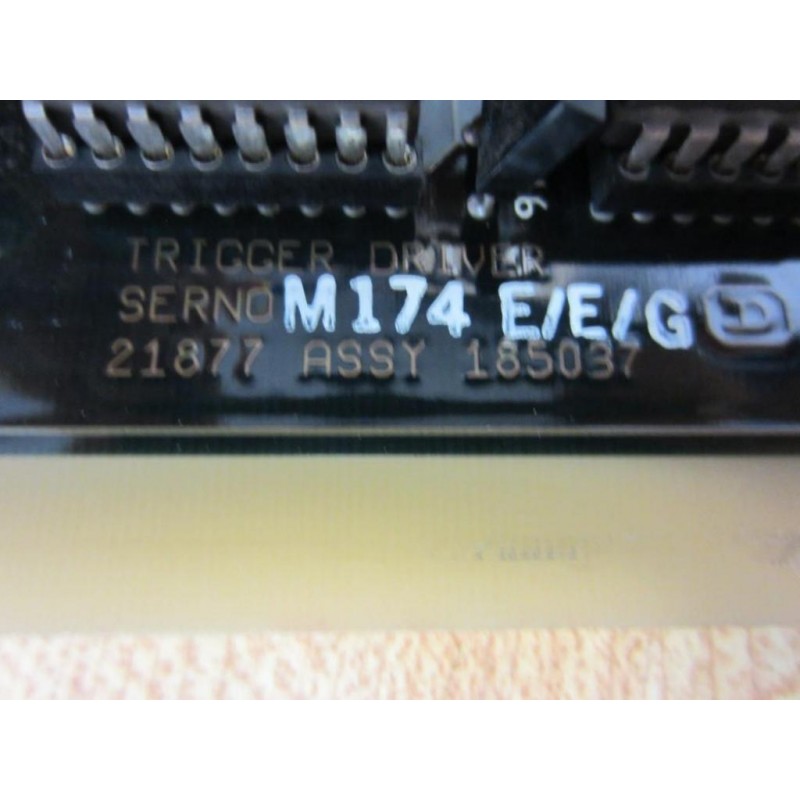 TRIGGER DRIVER
SERNO M174 E/E/G D
21877 ASSY 185037